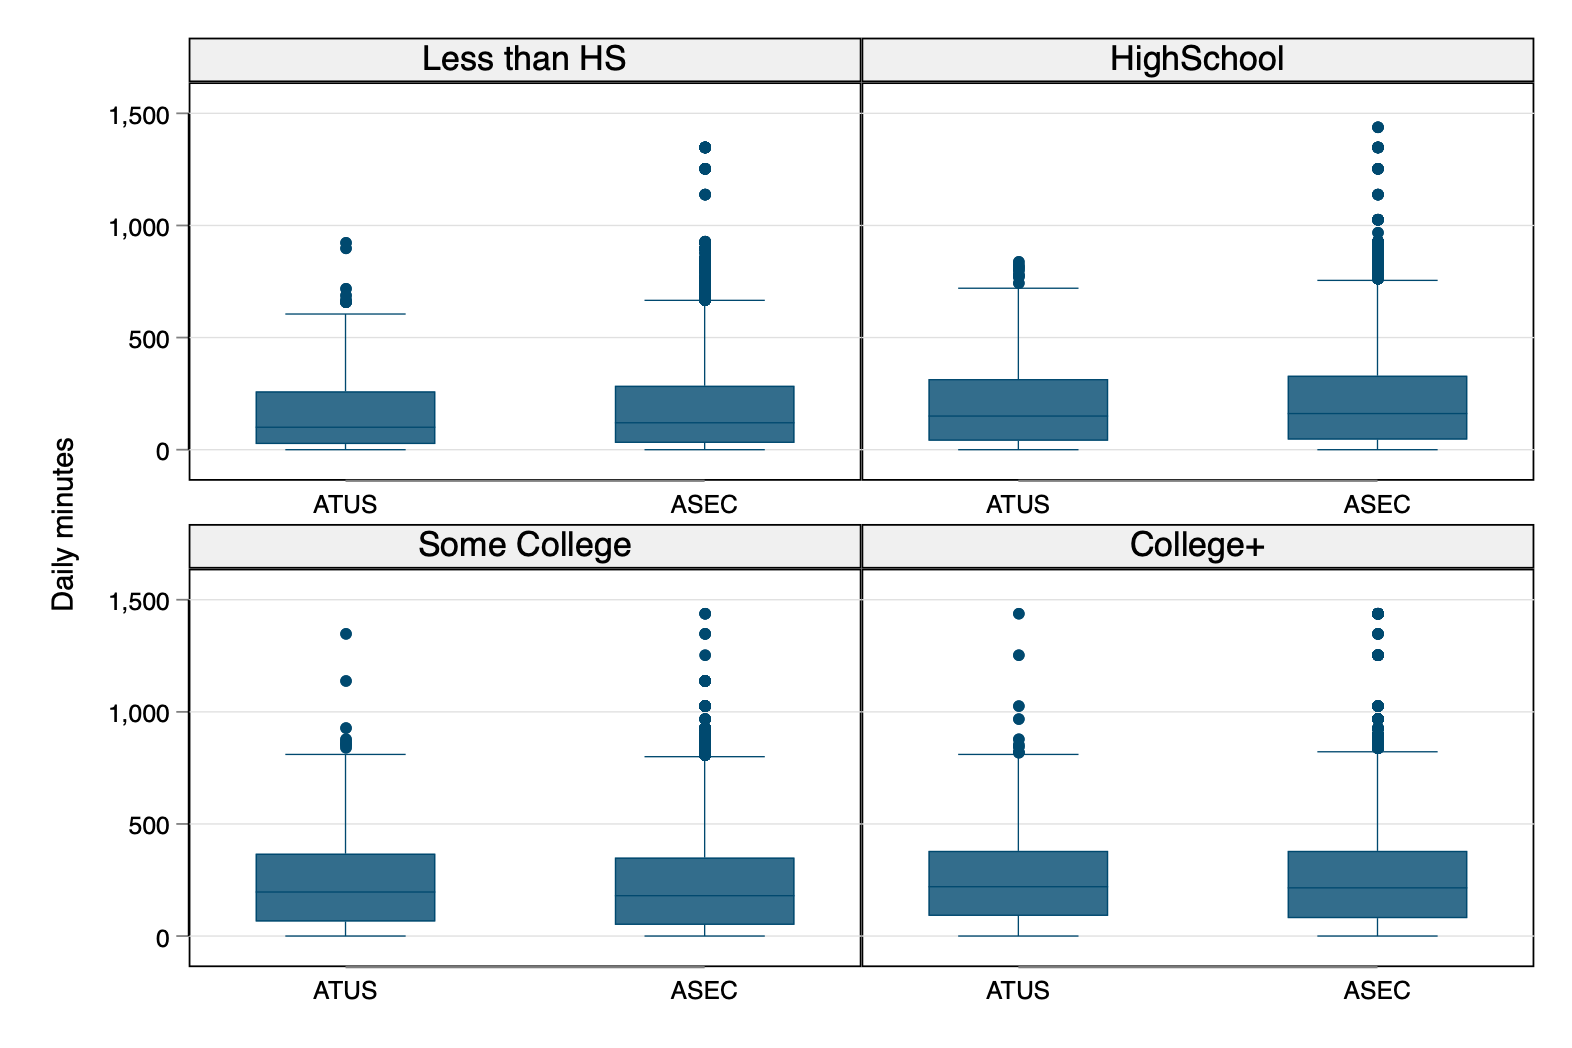 Less than HS
HighSchool
1,500
1,000
500
0
ATUS
ASEC
ATUS
ASEC
Daily minutes
Some College
College+
1,500
1,000
500
0
ATUS
ASEC
ATUS
ASEC